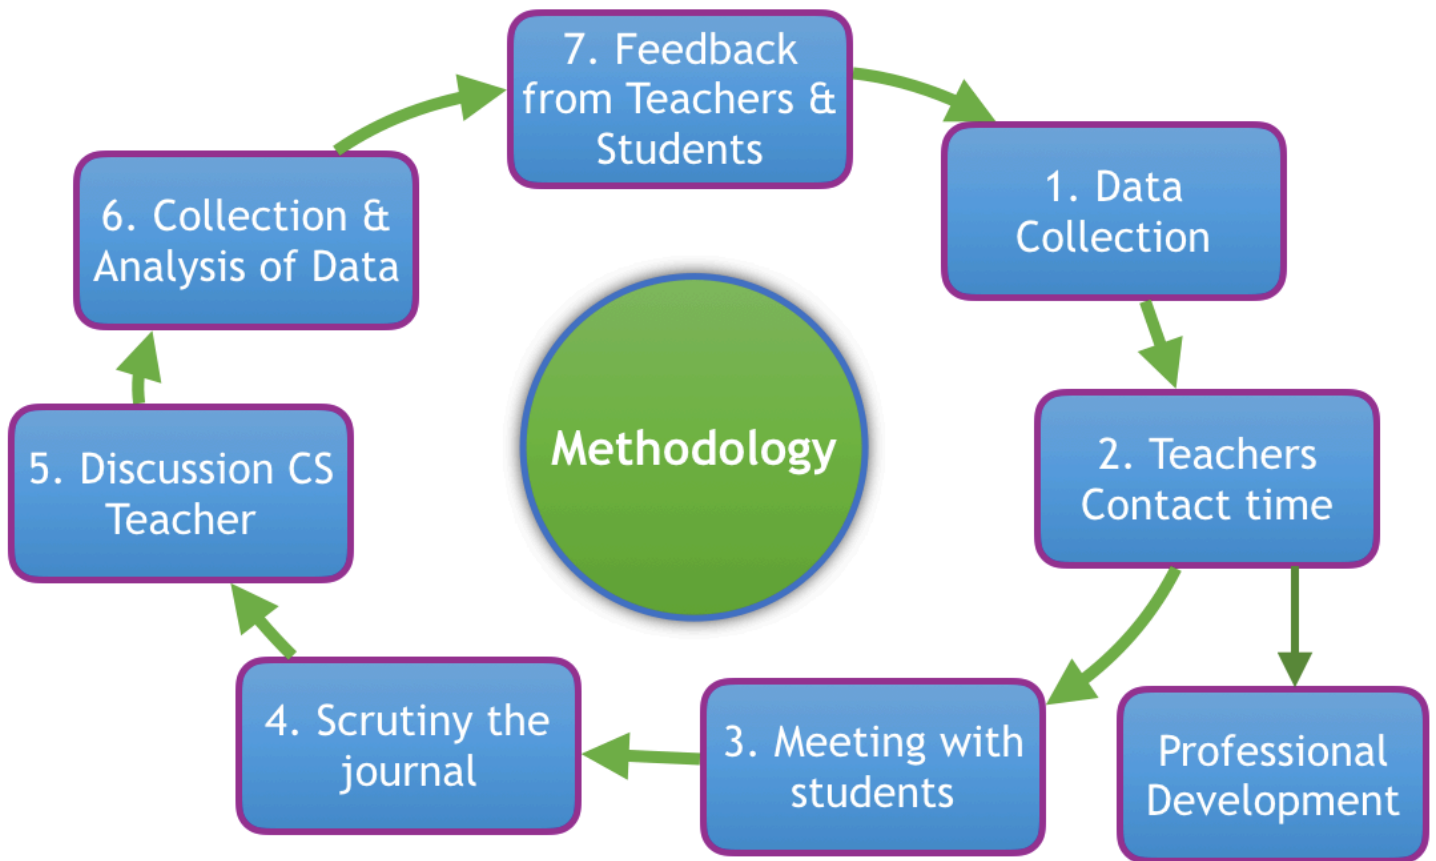 7. Feedback
from Teachers &
Students
1. Data
Collection
2. Teachers
Contact time
Professional
Development
3. Meeting with
students
4. Scrutiny the
journal
5. Discussion CS
Teacher
6. Collection &
Analysis of Data
Methodology